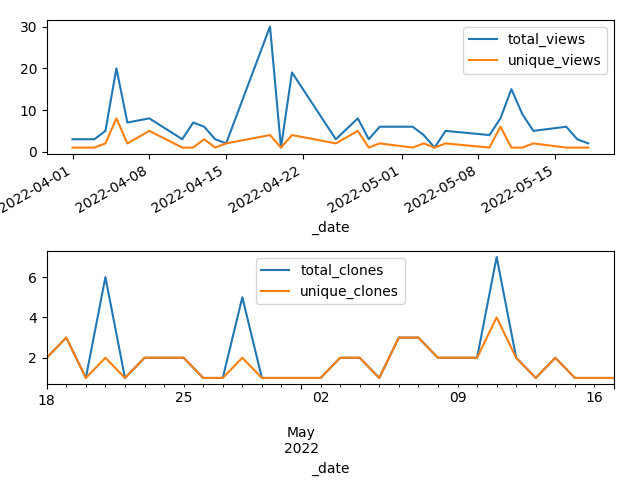 30
20
10
0
total_views
unique_views
2022-04-01
2022-04-08
2022-04-15
2022-04-22
2022-05-01
2022-05-08
2022-05-15
_date
6
4
2
total_clones
unique_clones
18
25
02
09
16
May
2022
_date